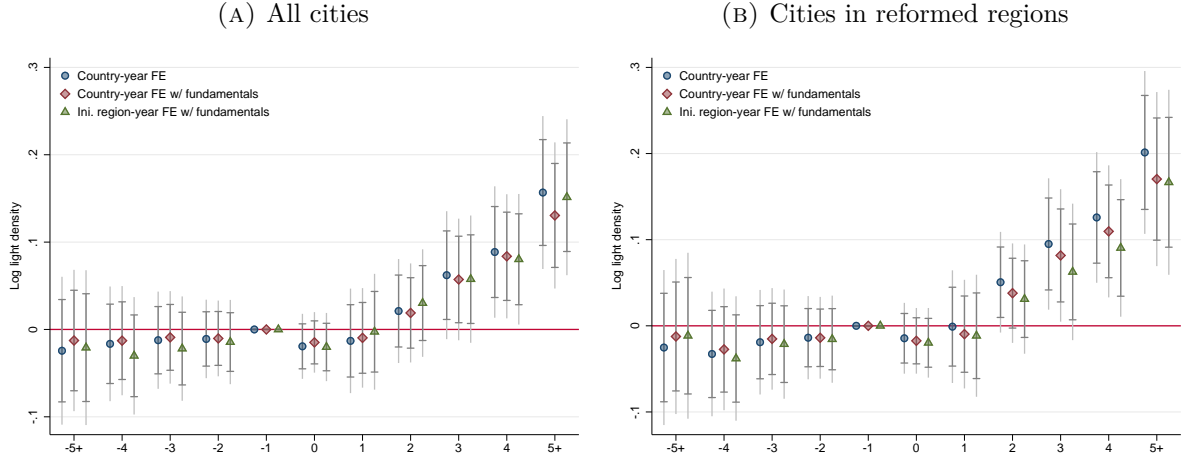 (A) All cities
Log light density
.3
.2
.1
0
-.1
Country-year FE
Country-year FE w/ fundamentals
Ini. region-year FE w/ fundamentals
-5+ -4 -3 -2 -1 0 1 2 3 4 5+
(B) Cities in reformed regions
Log light density
.3
.2
.1
0
-.1
Country-year FE
Country-year FE w/ fundamentals
Ini. region-year FE w/ fundamentals
-5+ -4 -3 -2 -1 0 1 2 3 4 5+